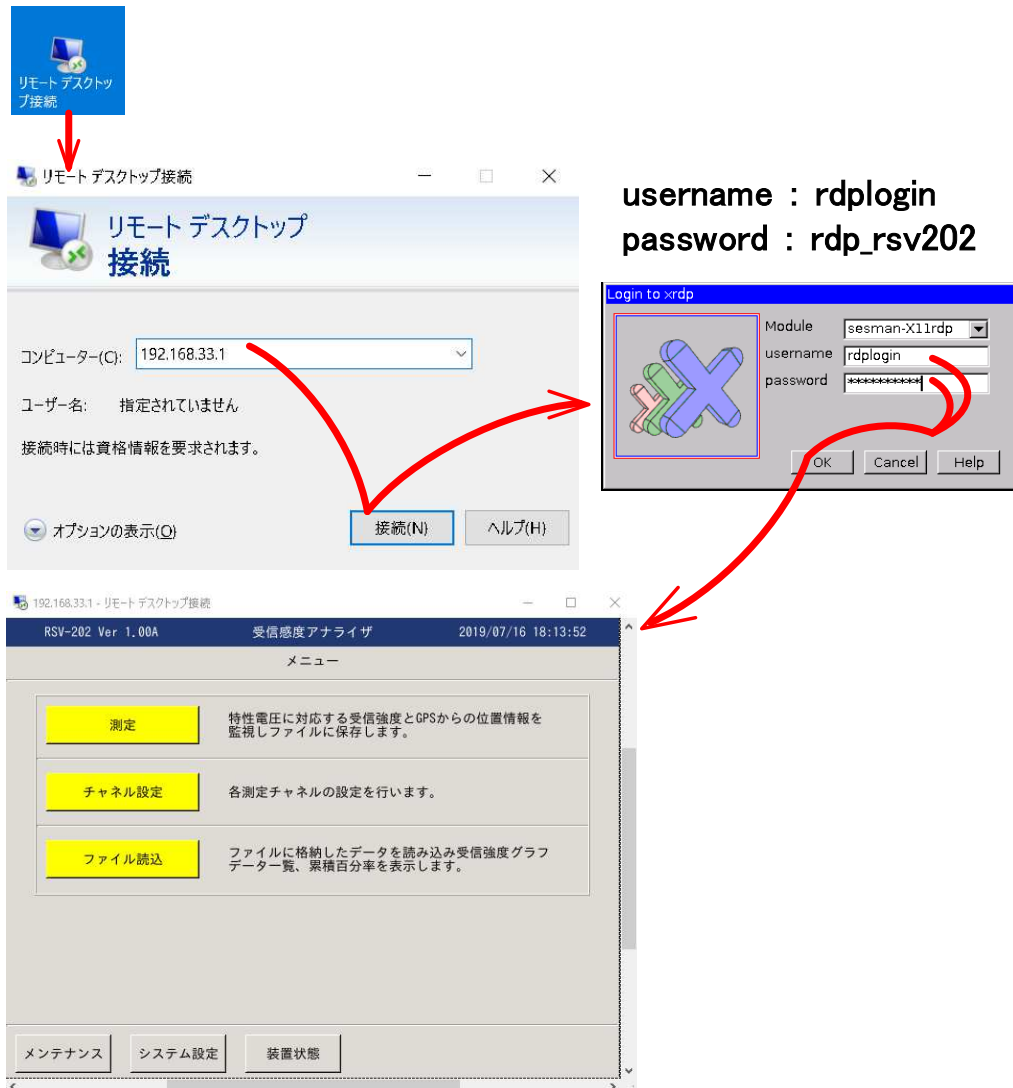 リモート デスクトッ
プ接続
リモート デスクトップ接続
リモート デスクトップ
接続
コンピューター(C):
192.168.33.1
ユーザー名:
指定されていません
接続時には資格情報を要求されます。
オプションの表示(O)
接続(N)
ヘルプ(H)
username : rdplogin
password : rdp_rsv202
Login to xrdp
Module
sesman-X11rdp
username
rdplogin
password
***********
OK
Cancel
Help
192.168.33.1 - リモート デスクトップ接続
RSV-202 Ver 1.00A
受信感度アナライザ
2019/07/16 18:13:52
メニュー
測定
特性電圧に対応する受信強度とGPSからの位置情報を
監視しファイルに保存します。
チャネル設定
各測定チャネルの設定を行います。
ファイル読込
ファイルに格納したデータを読み込み受信強度グラフ
データ一覧、累積百分率を表示します。
メンテナンス
システム設定
装置状態